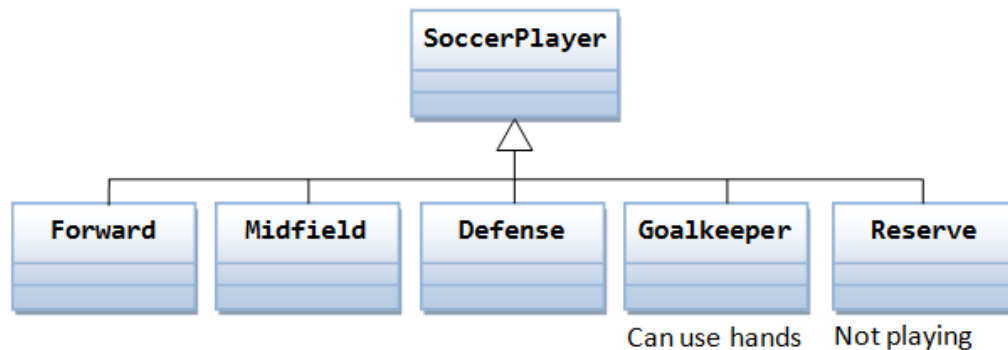 SoccerPlayer
Forward
Midfield
Defense
Goalkeeper
Reserve
Can use hands
Not playing